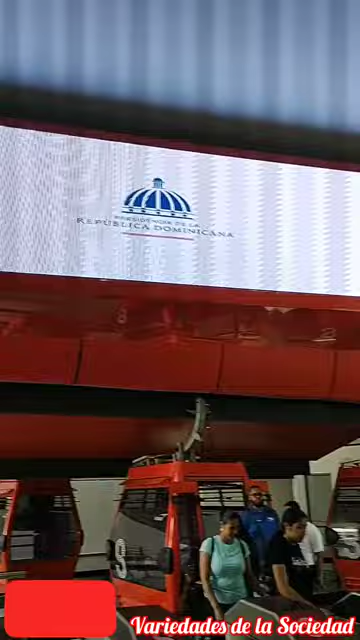 PRESIDENCIA DE LA
REPÚBLICA DOMINICANA
Variedades de la Sociedad